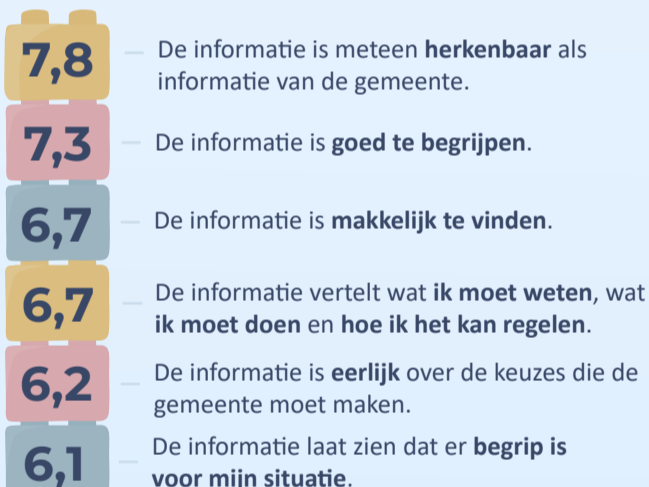 7,8
De informatie is meteen herkenbaar als
informatie van de gemeente.
7,3
De informatie is goed te begrijpen.
6,7
De informatie is makkelijk te vinden.
6,7
De informatie vertelt wat ik moet weten, wat
ik moet doen en hoe ik het kan regelen.
6,2
De informatie is eerlijk over de keuzes die de
gemeente moet maken.
6,1
De informatie laat zien dat er begrip is
voor mijn situatie.